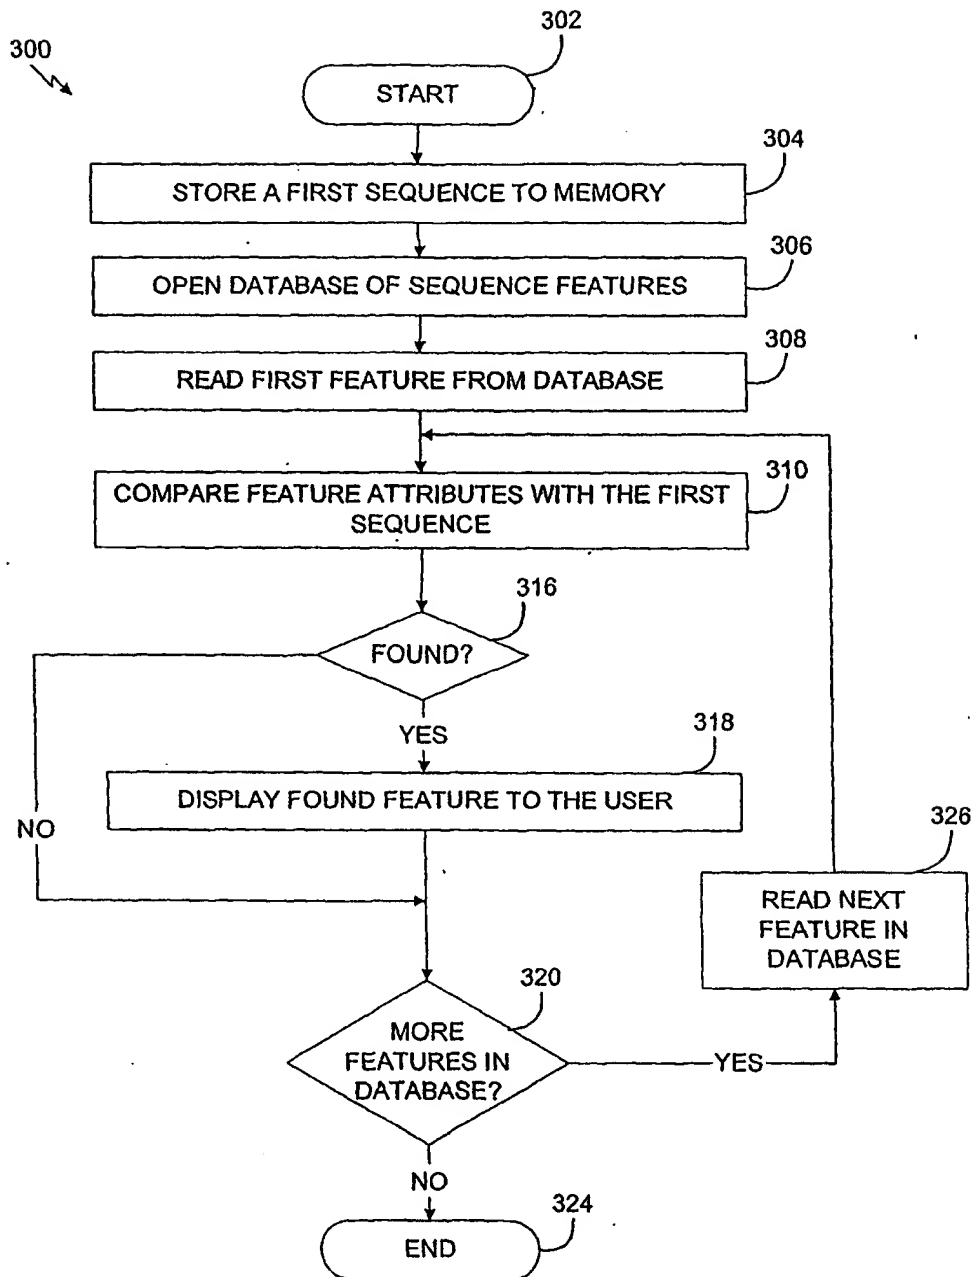 302
300
START
304
STORE A FIRST SEQUENCE TO MEMORY
306
OPEN DATABASE OF SEQUENCE FEATURES
308
READ FIRST FEATURE FROM DATABASE
310
COMPARE FEATURE ATTRIBUTES WITH THE FIRST
SEQUENCE
316
FOUND?
YES
318
DISPLAY FOUND FEATURE TO THE USER
NO
326
READ NEXT
FEATURE IN
DATABASE
320
MORE
FEATURES IN
DATABASE?
YES
NO
324
END